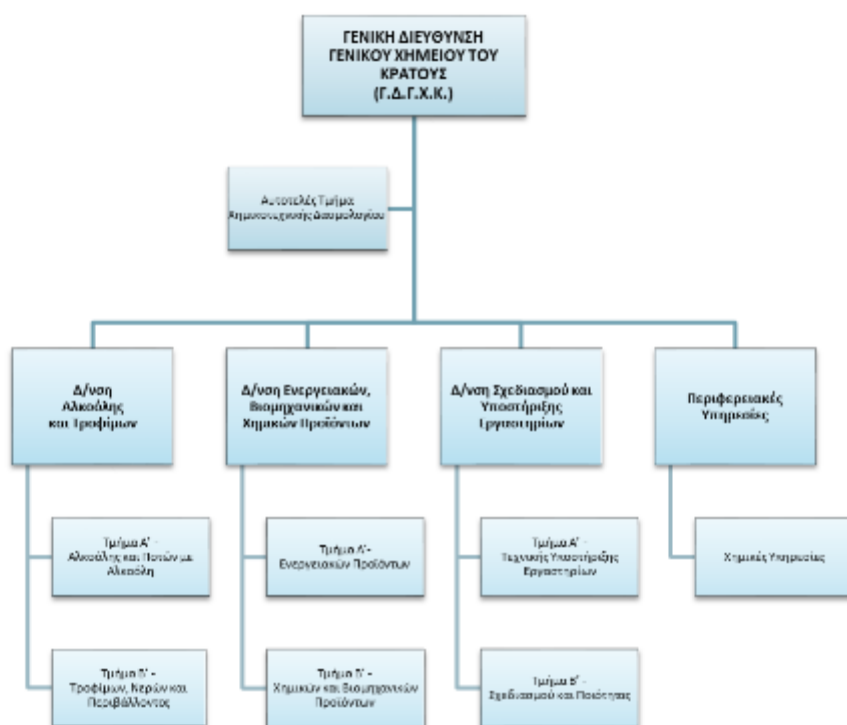 ΓΕΝΙΚΗ ΔΙΕΥΘΥΝΣΗ
ΓΕΝΙΚΟΥ ΧΗΜΕΙΟΥ ΤΟΥ
ΚΡΑΤΟΥΣ
(Γ.Δ.Γ.Χ.Κ.)
Αυτοτελές Τμήμα
Χημικοτεχνικής Δασμολογίου
Δ/νση
Αλκοόλης
και Τροφίμων
Δ/νση Ενεργειακών,
Βιομηχανικών και
Χημικών Προϊόντων
Δ/νση Σχεδιασμού και
Υποστήριξης
Εργαστηρίων
Περιφερειακές
Υπηρεσίες
Τμήμα Α' -
Αλκοόλης και Ποτών με
Αλκοόλη
Τμήμα Α' -
Ενεργειακών Προϊόντων
Τμήμα Α' -
Τεχνικής Υποστήριξης
Εργαστηρίων
Χημικές Υπηρεσίες
Τμήμα Β' -
Τροφίμων, Νερών και
Περιβάλλοντος
Τμήμα Β' -
Χημικών και Βιομηχανικών
Προϊόντων
Τμήμα Β' -
Σχεδιασμού και Ποιότητας